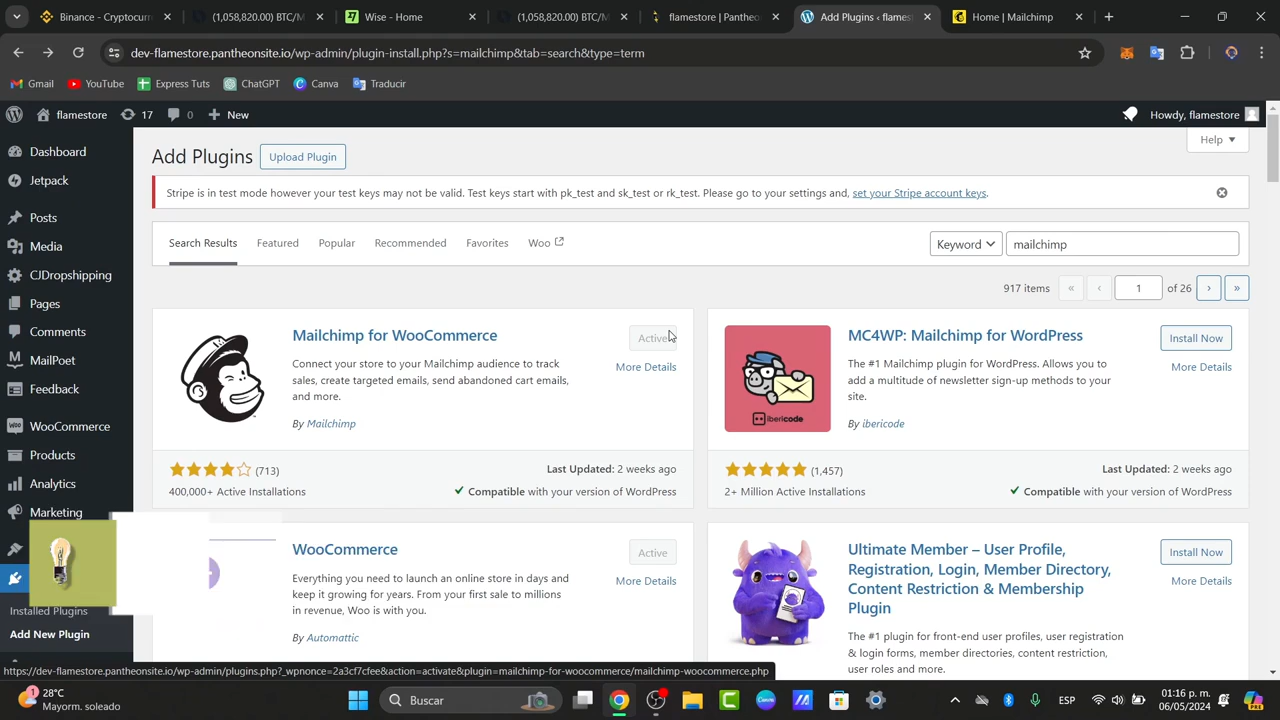 Binance - Cryptocurr
(1,058,820.00) BTC/M
Wise - Home
(1,058,820.00) BTC/M
flamestore | Pantheo
Add Plugins ‹ flames
Home | Mailchimp
dev-flamestore.pantheonsite.io/wp-admin/plugin-install.php?s=mailchimp&tab=search&type=term
Gmail
YouTube
Express Tuts
ChatGPT
Canva
Traducir
flamestore
17
0
New
Howdy, flamestore
Dashboard
Jetpack
Posts
Media
CJDropshipping
Pages
Comments
MailPoet
Feedback
WooCommerce
Products
Analytics
Marketing
Installed Plugins
Add New Plugin
Add Plugins
Upload Plugin
Help
Stripe is in test mode however your test keys may not be valid. Test keys start with pk_test and sk_test or rk_test. Please go to your settings and, set your Stripe account keys.
Search Results
Featured
Popular
Recommended
Favorites
Woo
Keyword
mailchimp
917 items
«
‹
1
of 26
›
»
Mailchimp for WooCommerce
Active
More Details
Connect your store to your Mailchimp audience to track
sales, create targeted emails, send abandoned cart emails,
and more.
By Mailchimp
(713)
400,000+ Active Installations
Last Updated: 2 weeks ago
Compatible with your version of WordPress
MC4WP: Mailchimp for WordPress
Install Now
More Details
The #1 Mailchimp plugin for WordPress. Allows you to
add a multitude of newsletter sign-up methods to your
site.
By ibericode
ibericode
(1,457)
2+ Million Active Installations
Last Updated: 2 weeks ago
Compatible with your version of WordPress
WooCommerce
Active
More Details
Everything you need to launch an online store in days and
keep it growing for years. From your first sale to millions
in revenue, Woo is with you.
By Automattic
Ultimate Member – User Profile,
Registration, Login, Member Directory,
Content Restriction & Membership
Plugin
Install Now
More Details
The #1 plugin for front-end user profiles, user registration
& login forms, member directories, content restriction,
user roles and more.
https://dev-flamestore.pantheonsite.io/wp-admin/plugins.php?_wpnonce=2a3cf7cfee&action=activate&plugin=mailchimp-for-woocommerce/mailchimp-woocommerce.php
28°C
Mayorm. soleado
Buscar
ESP
01:16 p. m.
06/05/2024